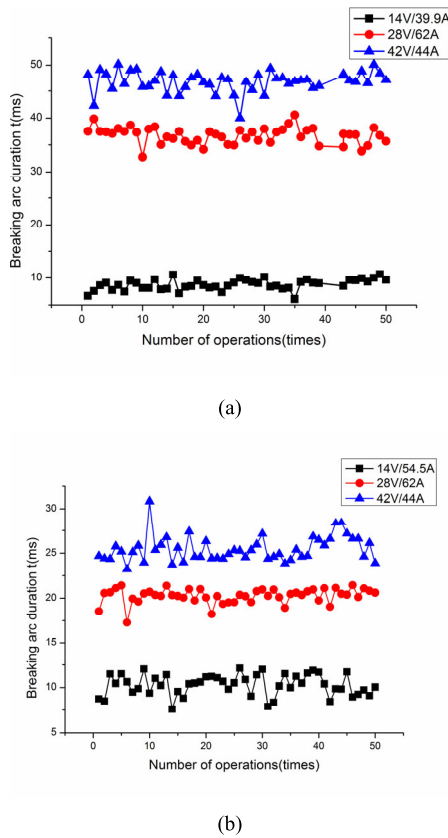 14V/39.9A
28V/62A
42V/44A
Breaking arc curation t(ms)
50
40
30
20
10
0 10 20 30 40 50
Number of operations(times)
(a)
14V/54.5A
28V/62A
42V/44A
Breaking arc duration t(ms)
30
25
20
15
10
5
0 10 20 30 40 50
Number of operations(times)
(b)